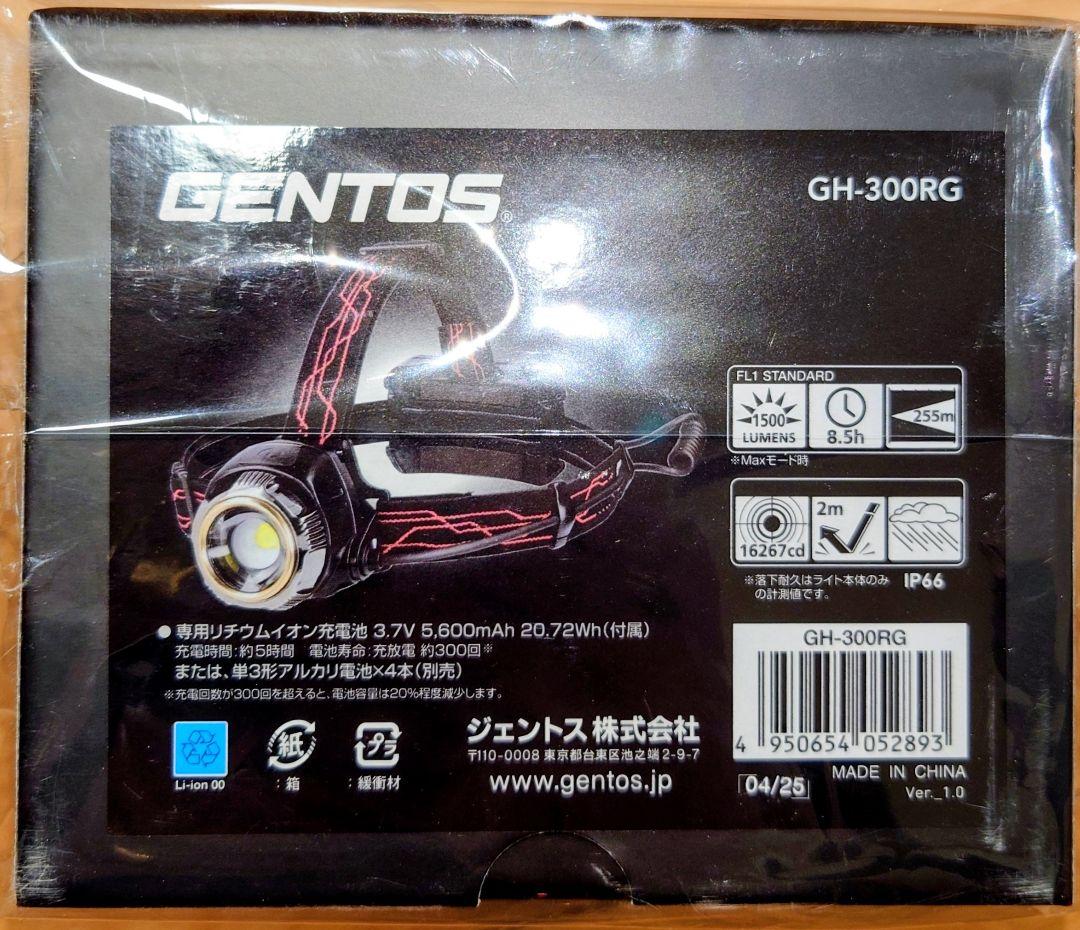 GENTOS®
GH-300RG
FL1 STANDARD
1500
LUMENS
8.5h
255m
※Maxモード時
16267cd
2m
※落下耐久はライト本体のみ
の計測値です。
IP66
● 専用リチウムイオン充電池 3.7V 5,600mAh 20.72Wh(付属)
充電時間:約5時間 電池寿命:充放電 約300回※
または、単3形アルカリ電池×4本(別売)
※充電回数が300回を超えると、電池容量は20%程度減少します。
Li-ion 00
紙
:箱
プラ
:緩衝材
ジェントス 株式会社
〒110-0008 東京都台東区池之端2-9-7
www.gentos.jp
GH-300RG
4 950654 052893
04/25
MADE IN CHINA
Ver._1.0